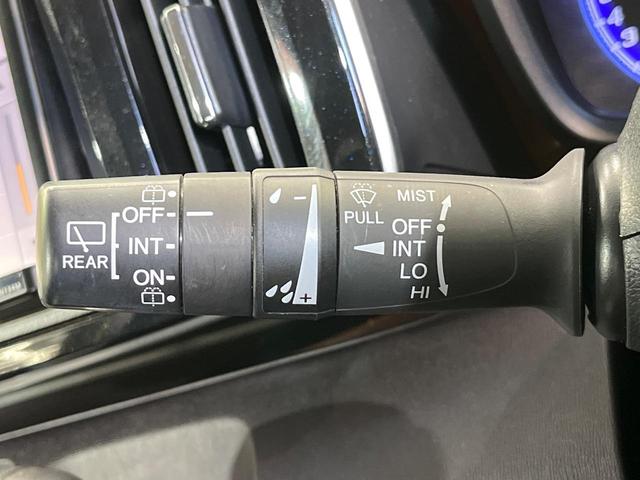 REAR
OFF
INT
ON
- +
PULL
MIST
OFF
INT
LO
HI